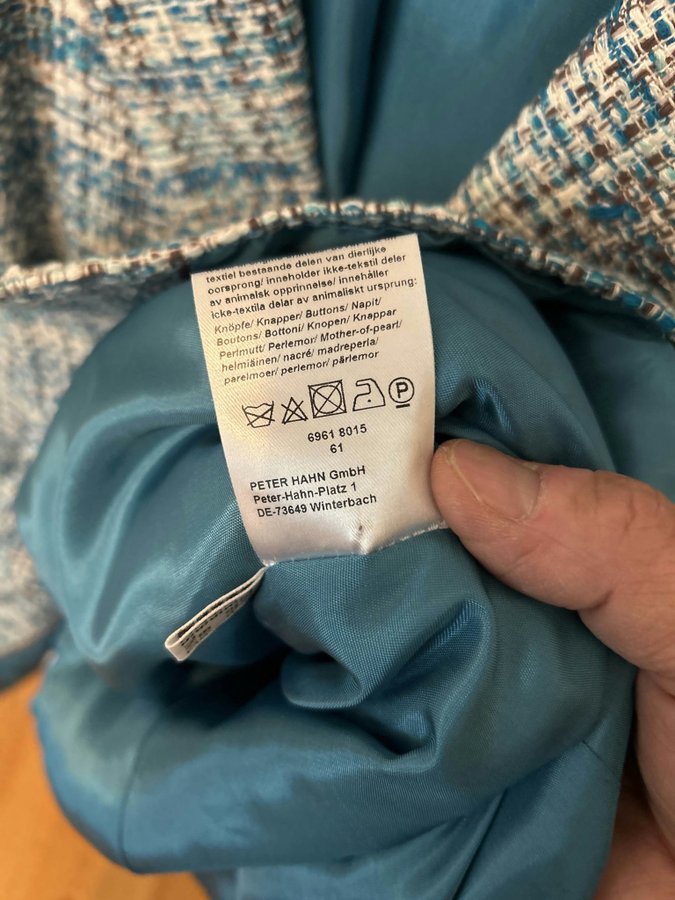 textiel bestaande delen van dierlijke
oorsprong/ inneholder ikke-tekstil deler
av animalsk opprinnelse/ innehåller
icke-textila delar av animaliskt ursprung:
Knöpfe/ Knapper/ Buttons/ Napit/
Boutons/ Bottoni/ Knopen/ Knappar
Perlmutt/ Perlemor/ Mother-of-pearl/
helmiäinen/ nacré/ madreperla/
parelmoer/ perlemor/ pärlemor
P
6961 8015
61
PETER HAHN GmbH
Peter-Hahn-Platz 1
DE-73649 Winterbach